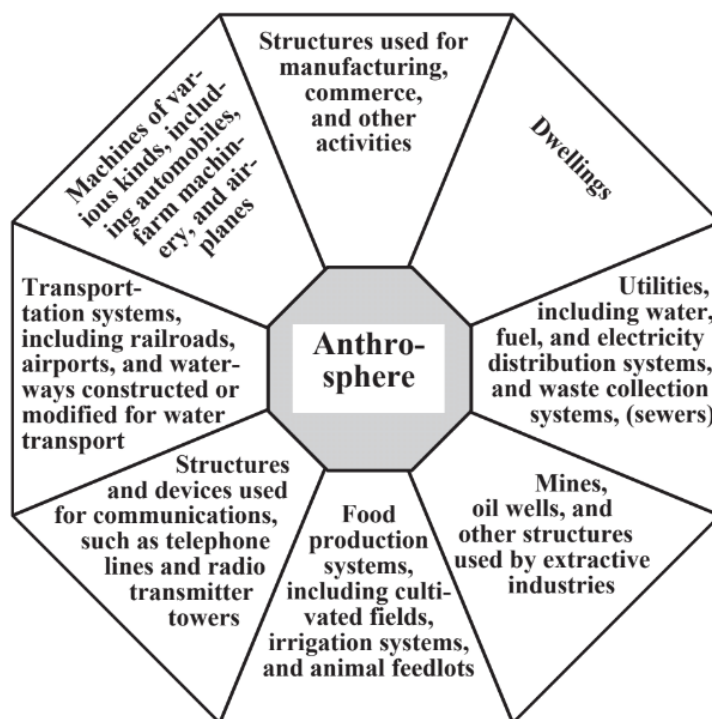 Structures used for
manufacturing,
commerce,
and other
activities
Dwellings
Utilities,
including water,
fuel, and electricity
distribution systems,
and waste collection
systems, (sewers)
Mines,
oil wells, and
other structures
used by extractive
industries
Food
production
systems,
including culti-
vated fields,
irrigation systems,
and animal feedlots
Structures
and devices used
for communications,
such as telephone
lines and radio
transmitter
towers
Transport-
tation systems,
including railroads,
airports, and water-
ways constructed or
modified for water
transport
Machines of var-
ious kinds, includ-
ing automobiles,
farm machin-
ery, and air-
planes
Anthro-
sphere